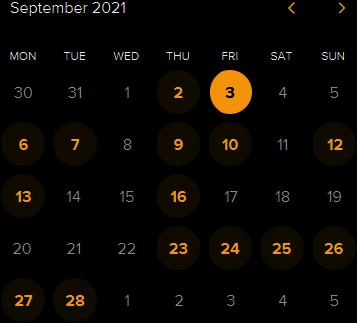 September 2021 < >
MON TUE WED THU FRI SAT SUN
30 31 1 2 3 4 5
6 7 8 9 10 11 12
13 14 15 16 17 18 19
20 21 22 23 24 25 26
27 28 1 2 3 4 5